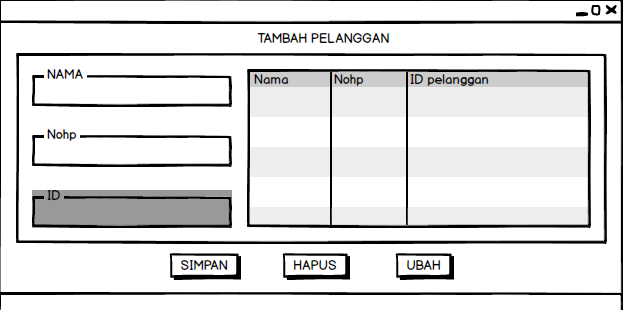 TAMBAH PELANGGAN
NAMA
Nohp
ID
Nama Nohp ID pelanggan
SIMPAN HAPUS UBAH